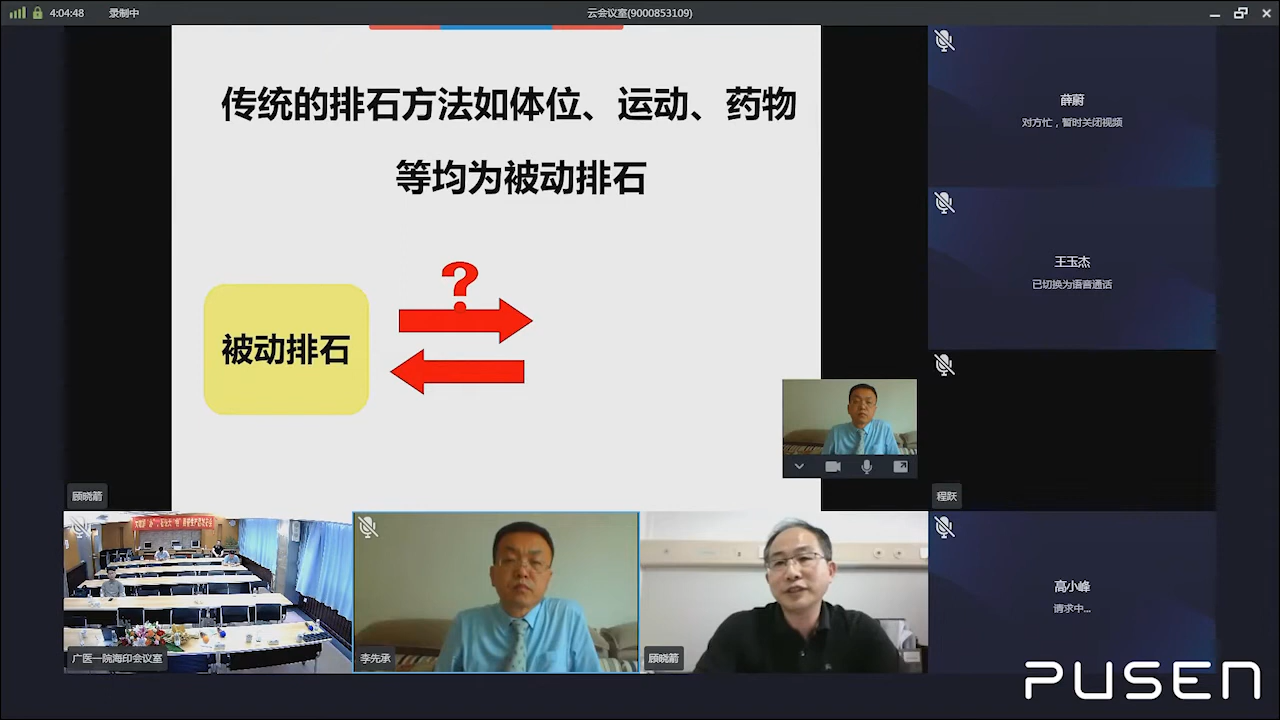 4:04:48
录制中
云会议室(9000853109)
传统的排石方法如体位、运动、药物
等均为被动排石
?
被动排石
薛蔚
对方忙，暂时关闭视频
王玉杰
已切换为语音通话
顾晓箭
程跃
广医一院海印会议室
李先承
顾晓箭
高小峰
请求中...
PUSEN